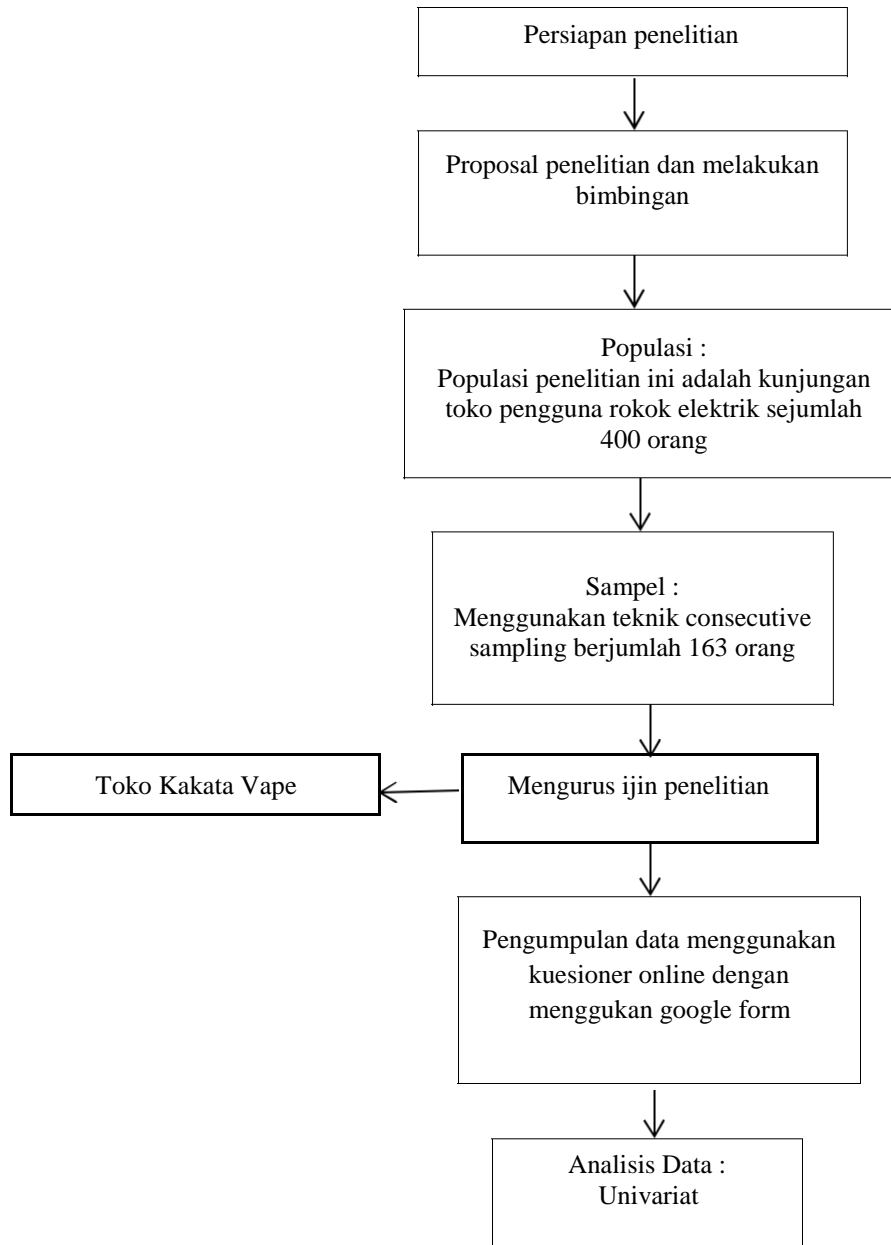 Persiapan penelitian
Proposal penelitian dan melakukan
bimbingan
Populasi :
Populasi penelitian ini adalah kunjungan
toko pengguna rokok elektrik sejumlah
400 orang
Sampel :
Menggunakan teknik consecutive
sampling berjumlah 163 orang
Toko Kakata Vape
Mengurus ijin penelitian
Pengumpulan data menggunakan
kuesioner online dengan
menggukan google form
Analisis Data :
Univariat